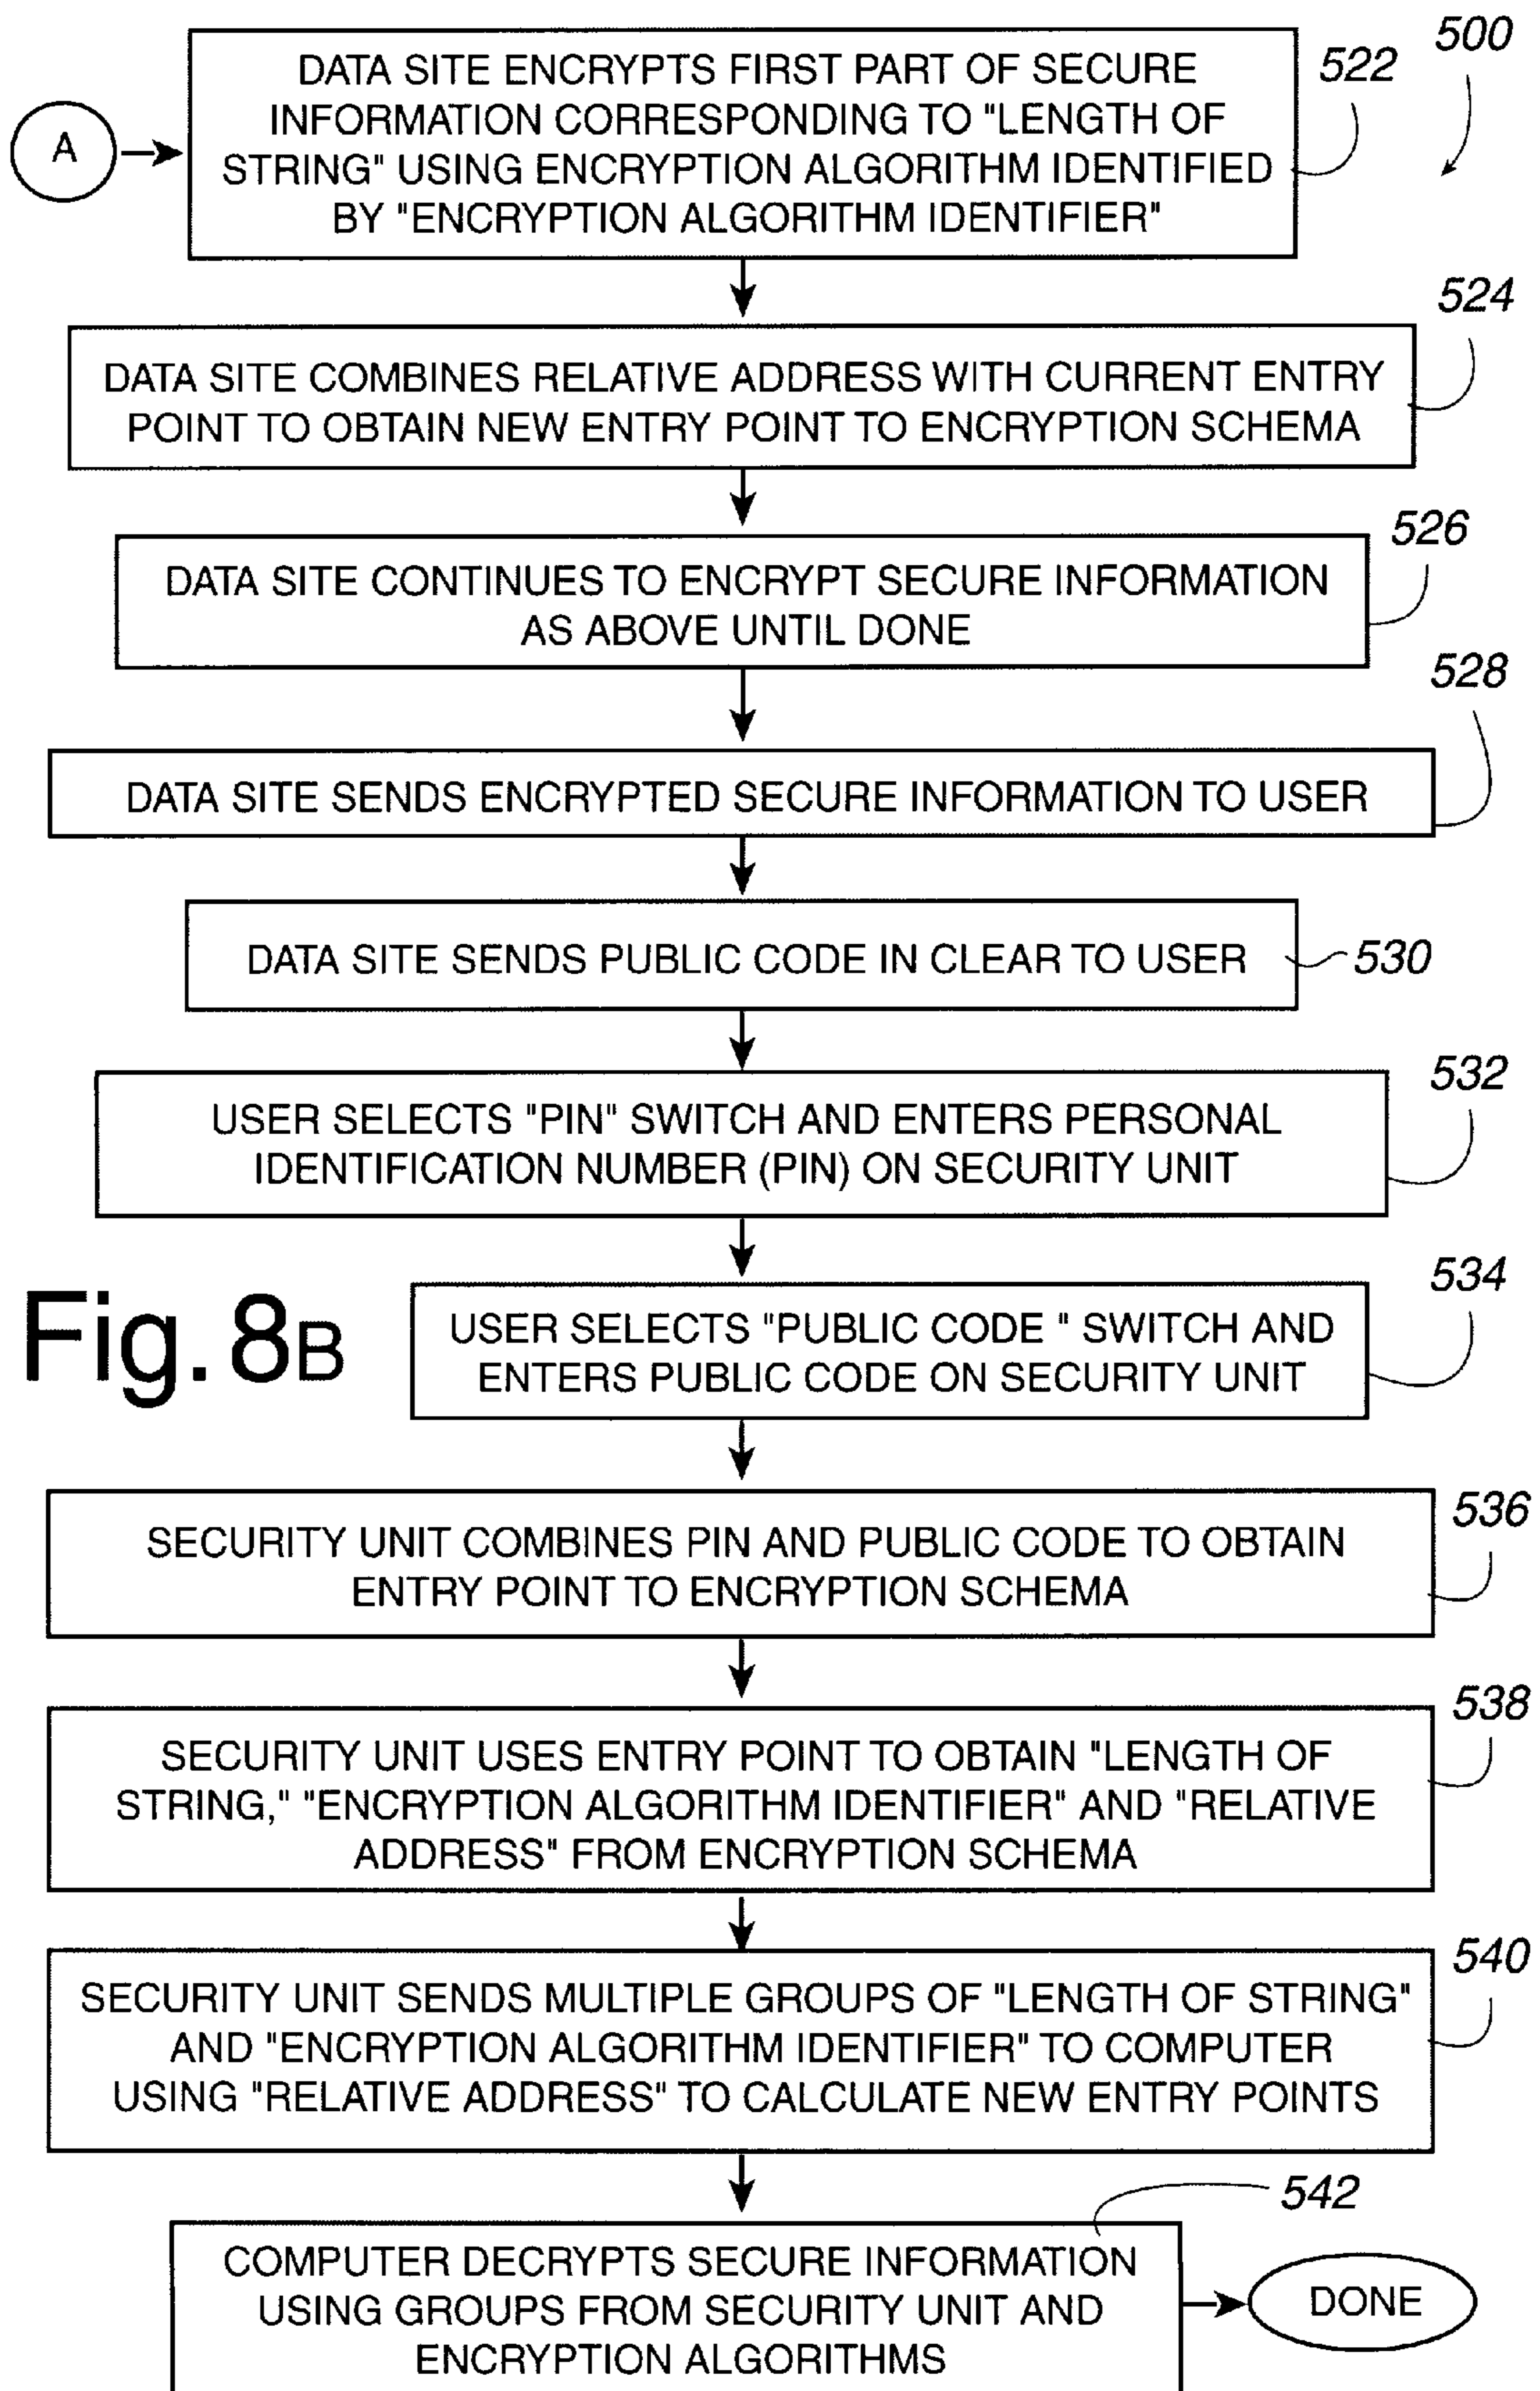 500
522
A
DATA SITE ENCRYPTS FIRST PART OF SECURE
INFORMATION CORRESPONDING TO "LENGTH OF
STRING" USING ENCRYPTION ALGORITHM IDENTIFIED
BY "ENCRYPTION ALGORITHM IDENTIFIER"
524
DATA SITE COMBINES RELATIVE ADDRESS WITH CURRENT ENTRY
POINT TO OBTAIN NEW ENTRY POINT TO ENCRYPTION SCHEMA
526
DATA SITE CONTINUES TO ENCRYPT SECURE INFORMATION
AS ABOVE UNTIL DONE
528
DATA SITE SENDS ENCRYPTED SECURE INFORMATION TO USER
DATA SITE SENDS PUBLIC CODE IN CLEAR TO USER
530
532
USER SELECTS "PIN" SWITCH AND ENTERS PERSONAL
IDENTIFICATION NUMBER (PIN) ON SECURITY UNIT
534
Fig. 8B
USER SELECTS "PUBLIC CODE " SWITCH AND
ENTERS PUBLIC CODE ON SECURITY UNIT
536
SECURITY UNIT COMBINES PIN AND PUBLIC CODE TO OBTAIN
ENTRY POINT TO ENCRYPTION SCHEMA
538
SECURITY UNIT USES ENTRY POINT TO OBTAIN "LENGTH OF
STRING," "ENCRYPTION ALGORITHM IDENTIFIER" AND "RELATIVE
ADDRESS" FROM ENCRYPTION SCHEMA
540
SECURITY UNIT SENDS MULTIPLE GROUPS OF "LENGTH OF STRING"
AND "ENCRYPTION ALGORITHM IDENTIFIER" TO COMPUTER
USING "RELATIVE ADDRESS" TO CALCULATE NEW ENTRY POINTS
542
COMPUTER DECRYPTS SECURE INFORMATION
USING GROUPS FROM SECURITY UNIT AND
ENCRYPTION ALGORITHMS
DONE